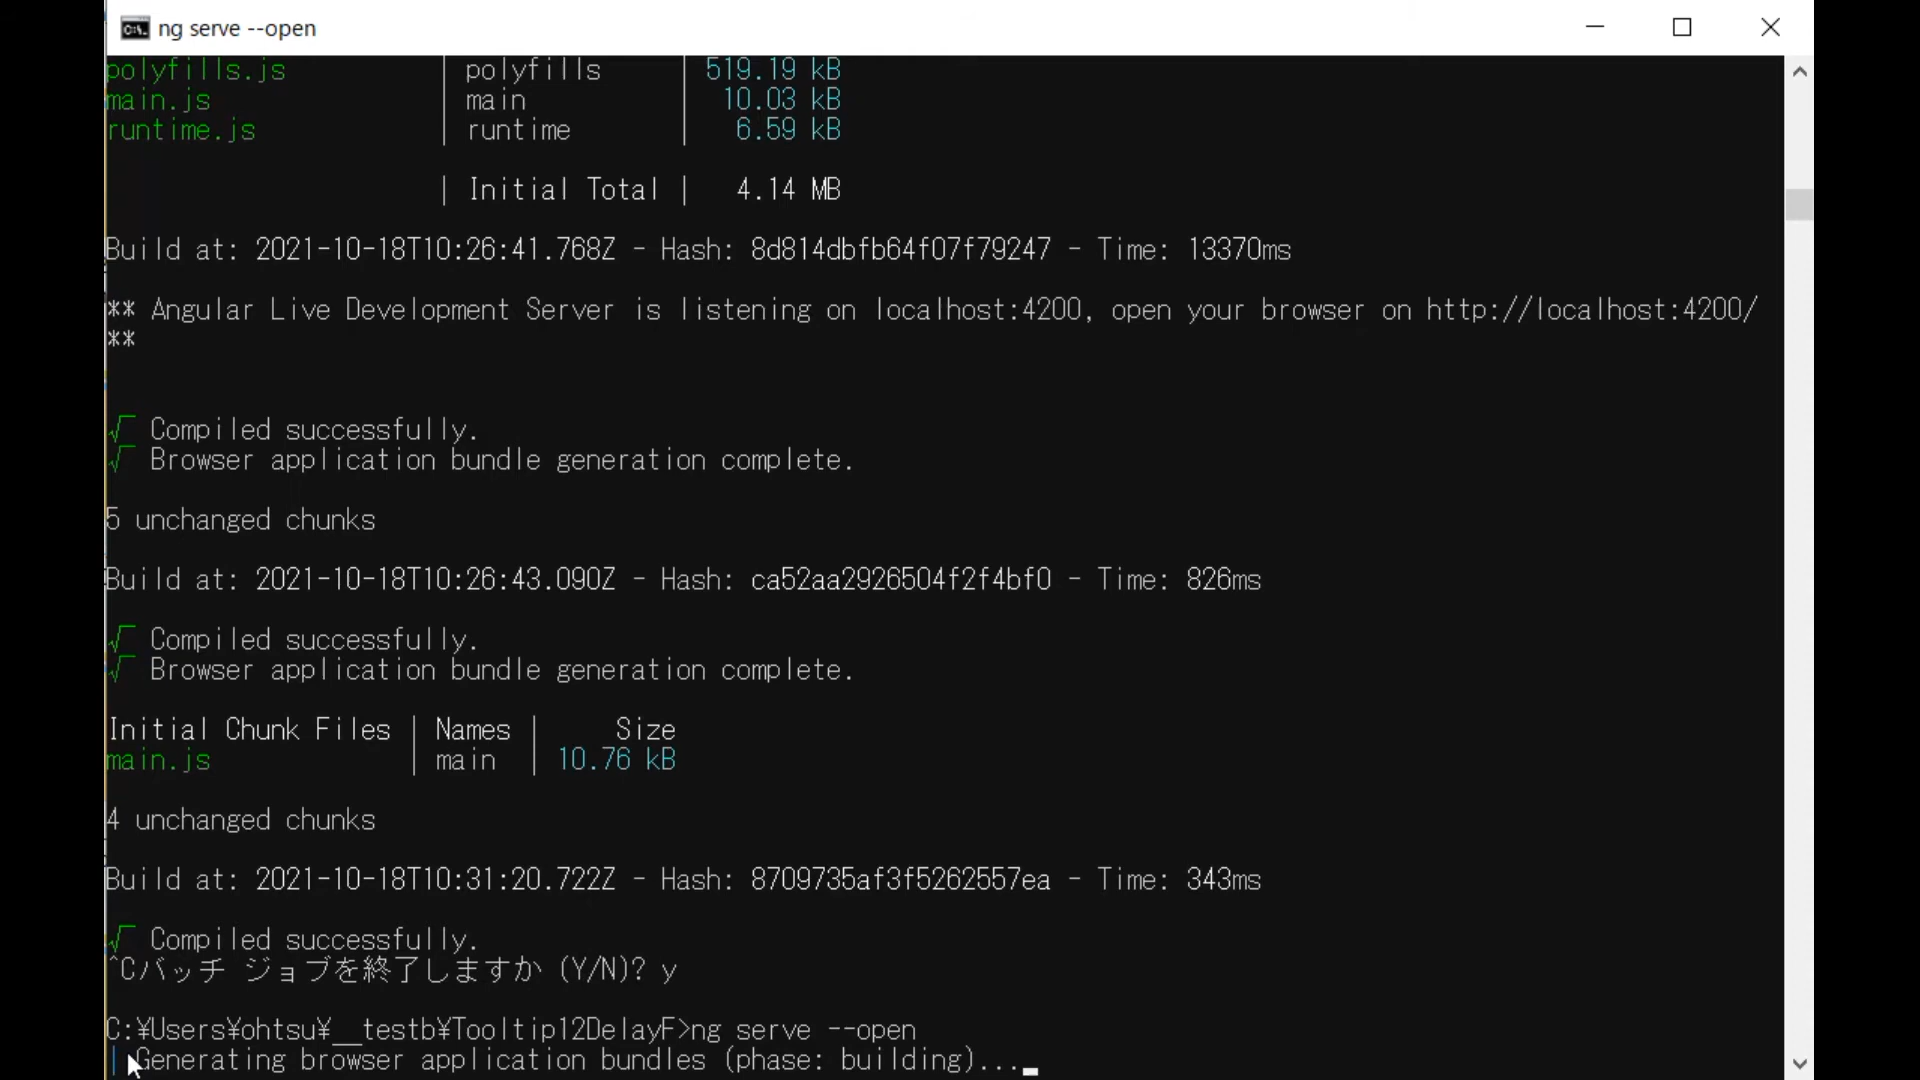 ng serve --open
polyfills.js | polyfills | 519.19 kB
main.js | main | 10.03 kB
runtime.js | runtime | 6.59 kB
| Initial Total | 4.14 MB
Build at: 2021-10-18T10:26:41.768Z - Hash: 8d814dbfb64f07f79247 - Time: 13370ms
** Angular Live Development Server is listening on localhost:4200, open your browser on http://localhost:4200/
**
√ Compiled successfully.
√ Browser application bundle generation complete.
5 unchanged chunks
Build at: 2021-10-18T10:26:43.090Z - Hash: ca52aa2926504f2f4bf0 - Time: 826ms
√ Compiled successfully.
√ Browser application bundle generation complete.
Initial Chunk Files | Names | Size
main.js | main | 10.76 kB
4 unchanged chunks
Build at: 2021-10-18T10:31:20.722Z - Hash: 8709735af3f5262557ea - Time: 343ms
√ Compiled successfully.
^Cバッチ ジョブを終了しますか (Y/N)? y
C:¥Users¥ohtsu¥__testb¥Tooltip12DelayF>ng serve --open
| Generating browser application bundles (phase: building)...